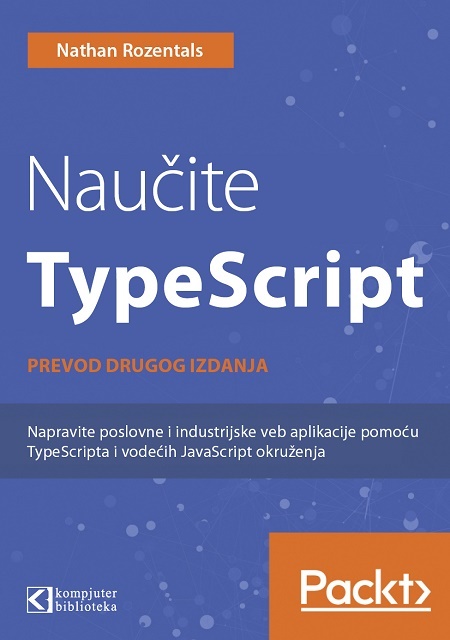 Nathan Rozentals
Naučite
TypeScript
PREVOD DRUGOG IZDANJA
Napravite poslovne i industrijske veb aplikacije pomoću
TypeScripta i vodećih JavaScript okruženja
kompjuter
biblioteka
Packt>